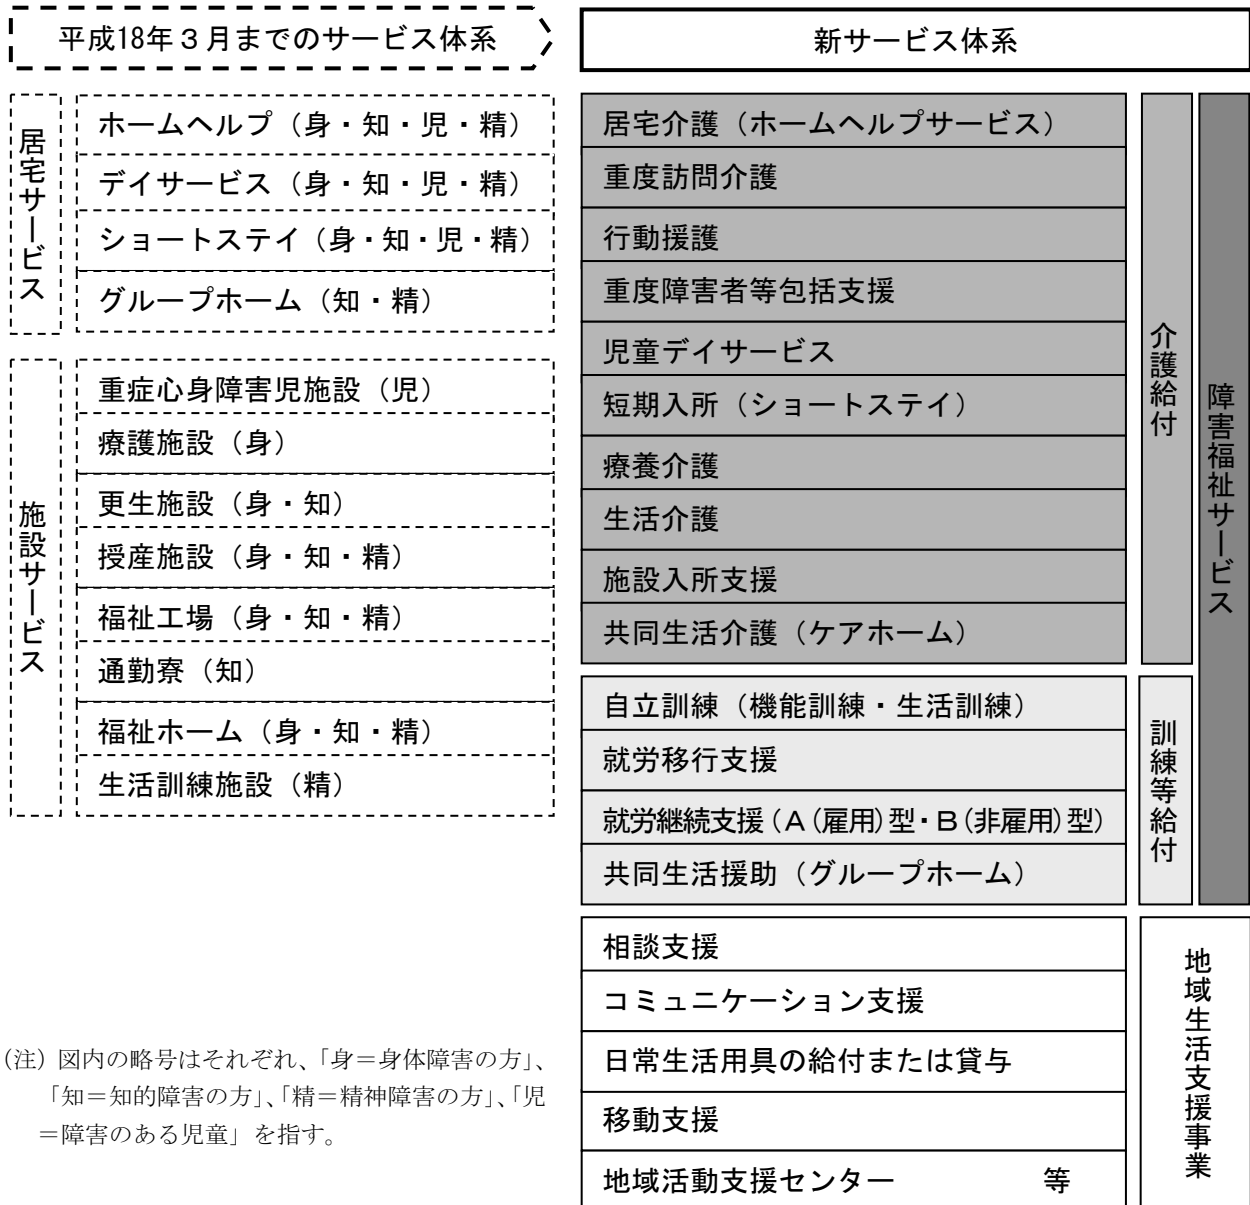 平成18年３月までのサービス体系
居宅サービス
ホームヘルプ（身・知・児・精）
デイサービス（身・知・児・精）
ショートステイ（身・知・児・精）
グループホーム（知・精）
施設サービス
重症心身障害児施設（児）
療護施設（身）
更生施設（身・知）
授産施設（身・知・精）
福祉工場（身・知・精）
通勤寮（知）
福祉ホーム（身・知・精）
生活訓練施設（精）
（注）図内の略号はそれぞれ、「身＝身体障害の方」、
「知＝知的障害の方」、「精＝精神障害の方」、「児
＝障害のある児童」を指す。
新サービス体系
居宅介護（ホームヘルプサービス）
重度訪問介護
行動援護
重度障害者等包括支援
児童デイサービス
短期入所（ショートステイ）
療養介護
生活介護
施設入所支援
共同生活介護（ケアホーム）
介護給付
自立訓練（機能訓練・生活訓練）
就労移行支援
就労継続支援（Ａ（雇用）型・Ｂ（非雇用）型）
共同生活援助（グループホーム）
訓練等給付
障害福祉サービス
相談支援
コミュニケーション支援
日常生活用具の給付または貸与
移動支援
地域活動支援センター　　　　等
地域生活支援事業